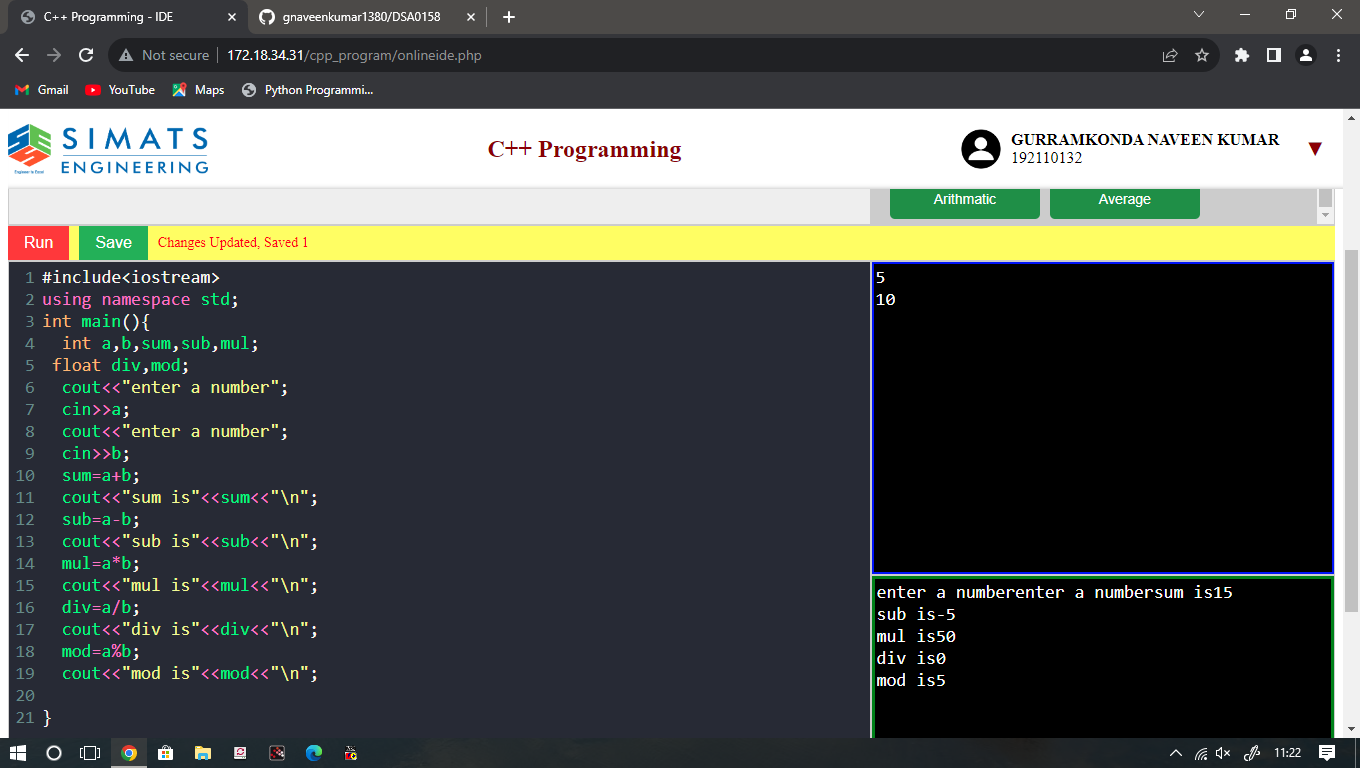 C++ Programming - IDE
gnaveenkumar1380/DSA0158
Not secure
172.18.34.31/cpp_program/onlineide.php
Gmail
YouTube
Maps
Python Programmi...
SIMATS
ENGINEERING
C++ Programming
GURRAMKONDA NAVEEN KUMAR
192110132
Arithmatic
Average
Run
Save
Changes Updated, Saved 1
1 #include<iostream>
2 using namespace std;
3 int main(){
4   int a,b,sum,sub,mul;
5  float div,mod;
6   cout<<"enter a number";
7   cin>>a;
8   cout<<"enter a number";
9   cin>>b;
10   sum=a+b;
11   cout<<"sum is"<<sum<<"\n";
12   sub=a-b;
13   cout<<"sub is"<<sub<<"\n";
14   mul=a*b;
15   cout<<"mul is"<<mul<<"\n";
16   div=a/b;
17   cout<<"div is"<<div<<"\n";
18   mod=a%b;
19   cout<<"mod is"<<mod<<"\n";
20
21 }
5
10
enter a numberenter a numbersum is15
sub is-5
mul is50
div is0
mod is5
11:22